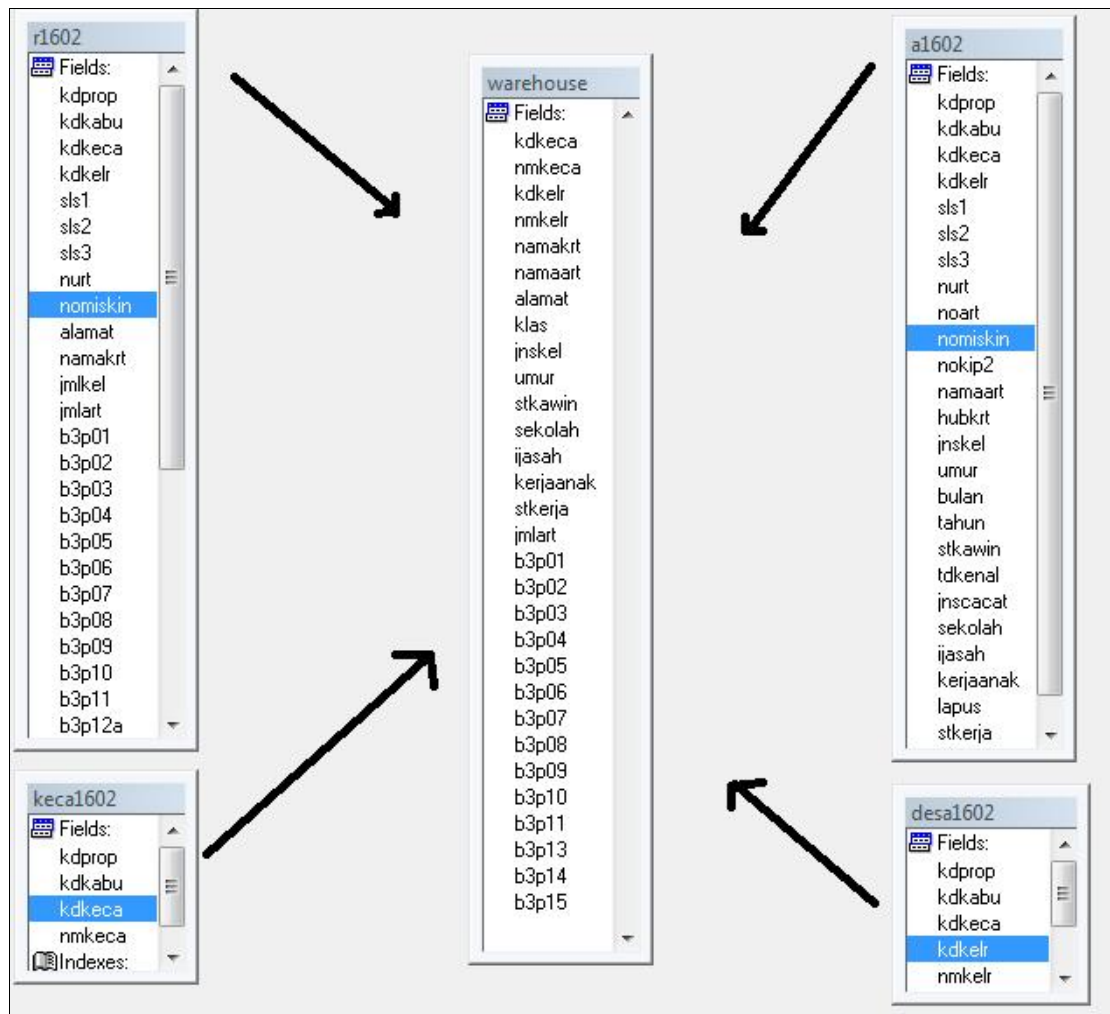 r1602
Fields:
kdprop
kdkabu
kdkeca
kdkelr
sls1
sls2
sls3
nurt
nomiskin
alamat
namakrt
jmlkel
jmlart
b3p01
b3p02
b3p03
b3p04
b3p05
b3p06
b3p07
b3p08
b3p09
b3p10
b3p11
b3p12a
keca1602
Fields:
kdprop
kdkabu
kdkeca
nmkeca
Indexes:
warehouse
Fields:
kdkeca
nmkeca
kdkelr
nmkelr
namakrt
namaart
alamat
klas
jnskel
umur
stkawin
sekolah
ijasah
kerjaanak
stkerja
jmlart
b3p01
b3p02
b3p03
b3p04
b3p05
b3p06
b3p07
b3p08
b3p09
b3p10
b3p11
b3p13
b3p14
b3p15
a1602
Fields:
kdprop
kdkabu
kdkeca
kdkelr
sls1
sls2
sls3
nurt
noart
nomiskin
nokip2
namaart
hubkrt
jnskel
umur
bulan
tahun
stkawin
tdkenal
jnscacat
sekolah
ijasah
kerjaanak
lapus
stkerja
desa1602
Fields:
kdprop
kdkabu
kdkeca
kdkelr
nmkelr